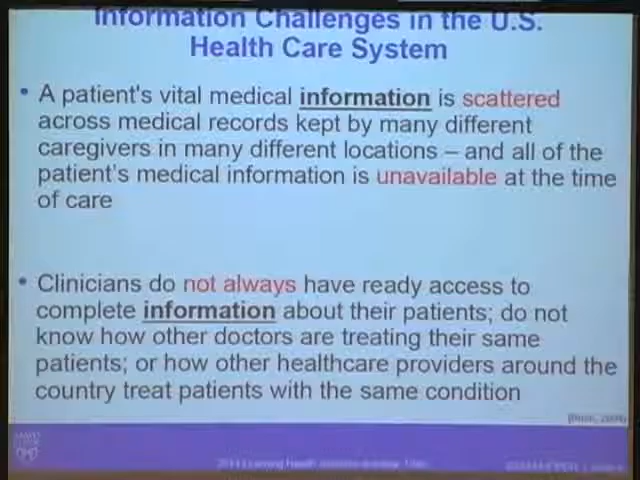 Information Challenges in the U.S.
Health Care System
• A patient's vital medical information is scattered
across medical records kept by many different
caregivers in many different locations – and all of the
patient's medical information is unavailable at the time
of care
• Clinicians do not always have ready access to
complete information about their patients; do not
know how other doctors are treating their same
patients; or how other healthcare providers around the
country treat patients with the same condition